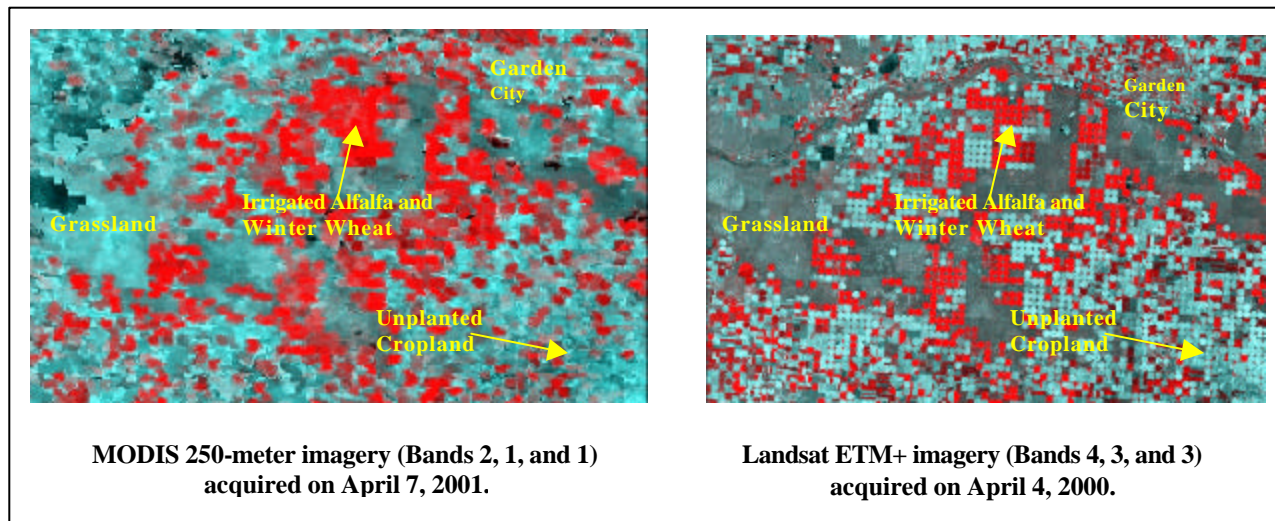 Garden
City
Irrigated Alfalfa and
Winter Wheat
Grassland
Unplanted
Cropland
MODIS 250-meter imagery (Bands 2, 1, and 1)
acquired on April 7, 2001.
Garden
City
Irrigated Alfalfa and
Winter Wheat
Grassland
Unplanted
Cropland
Landsat ETM+ imagery (Bands 4, 3, and 3)
acquired on April 4, 2000.